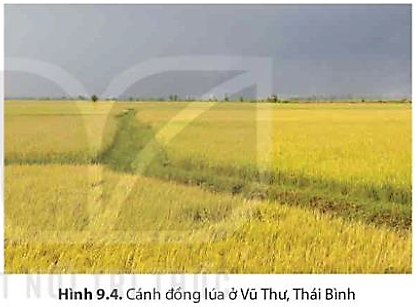 Hình 9.4. Cánh đồng lúa ở Vũ Thư, Thái Bình